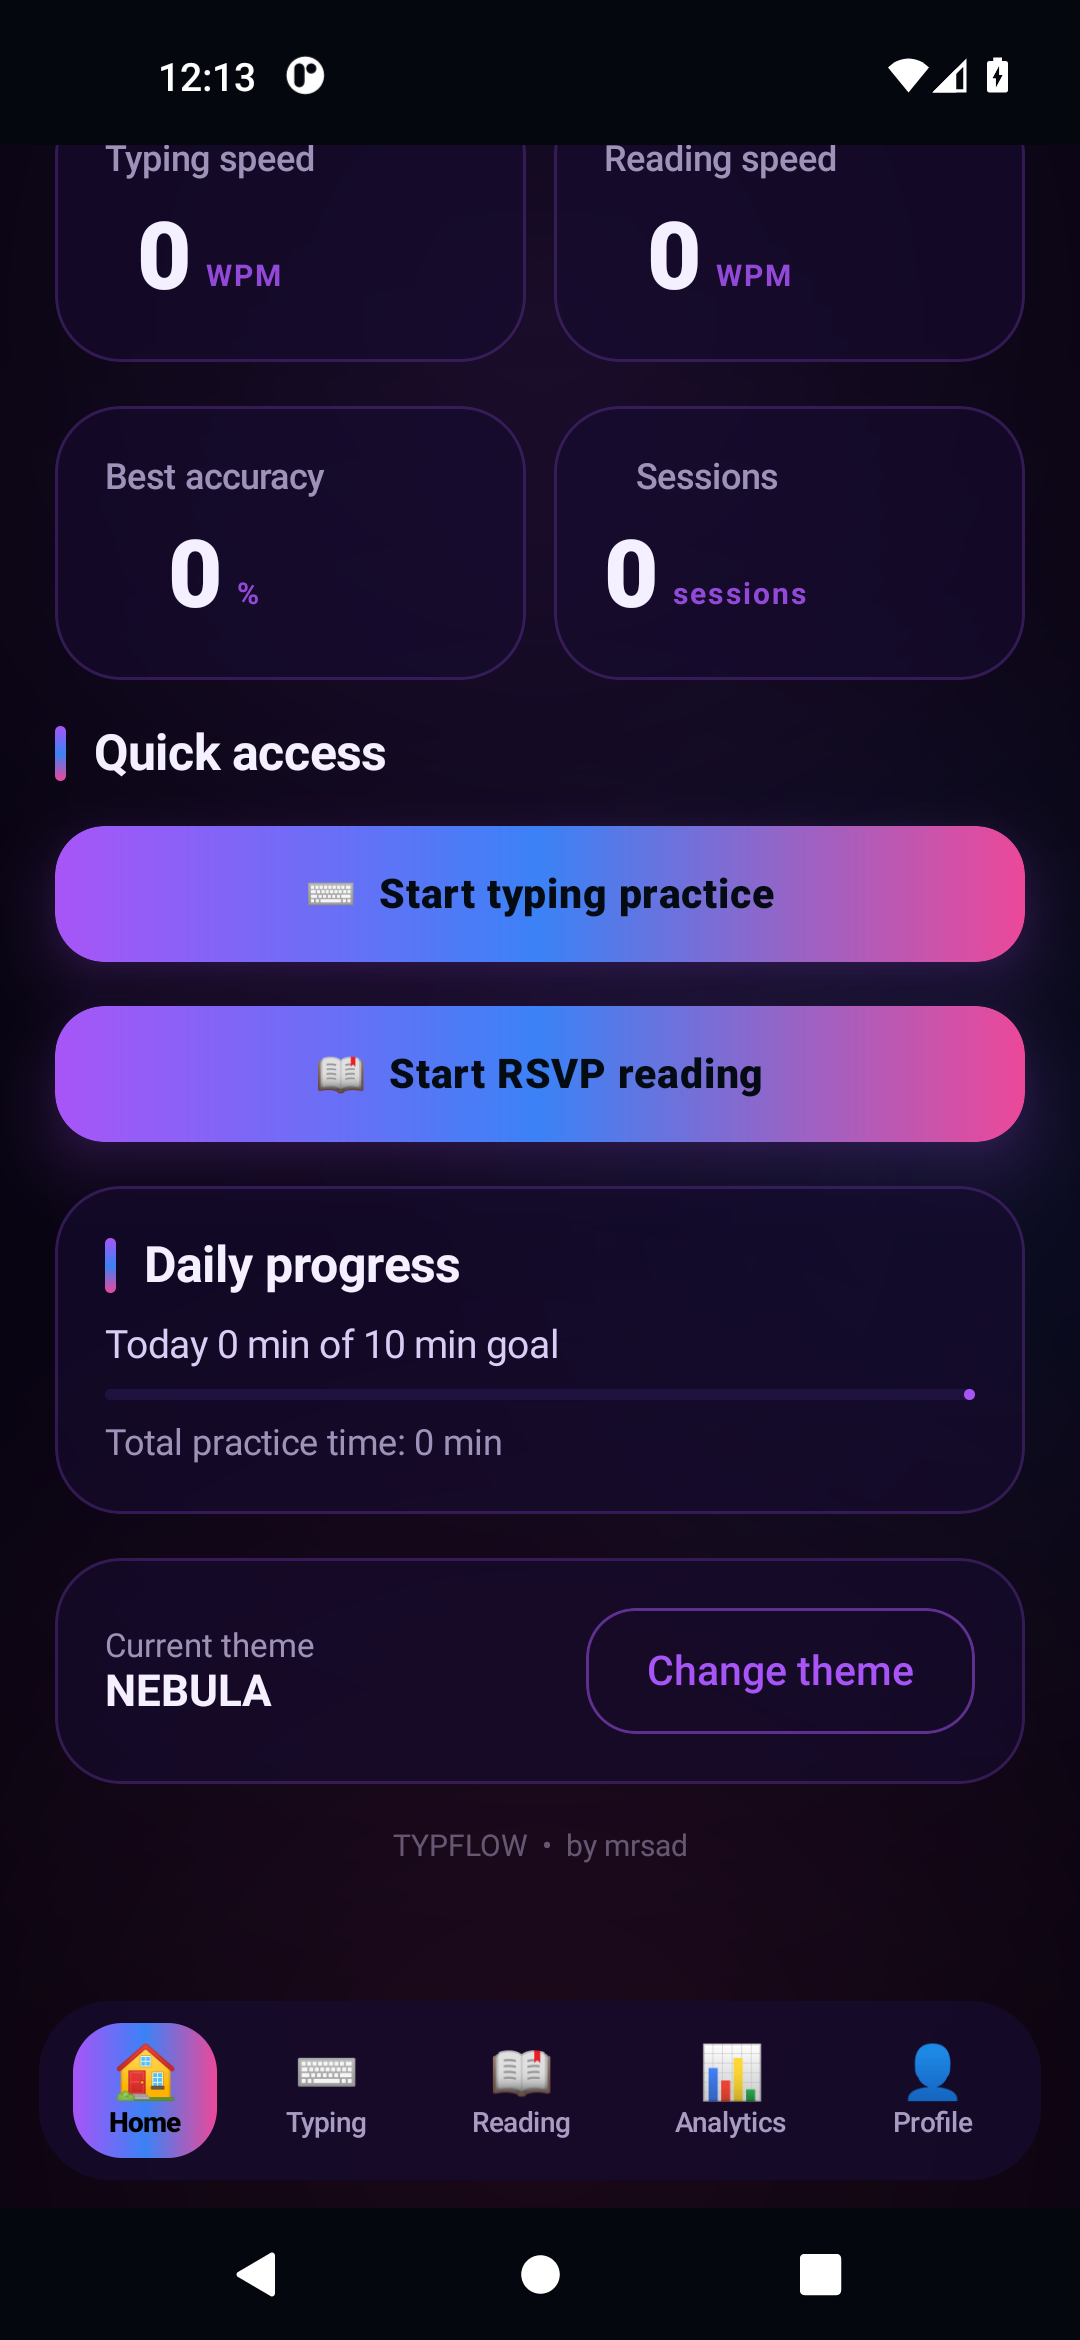 12:13
Typing speed
Reading speed
0 WPM
0 WPM
Best accuracy
Sessions
0 %
0 sessions
Quick access
Start typing practice
Start RSVP reading
Daily progress
Today 0 min of 10 min goal
Total practice time: 0 min
Current theme
NEBULA
Change theme
TYPFLOW • by mrsad
Home
Typing
Reading
Analytics
Profile